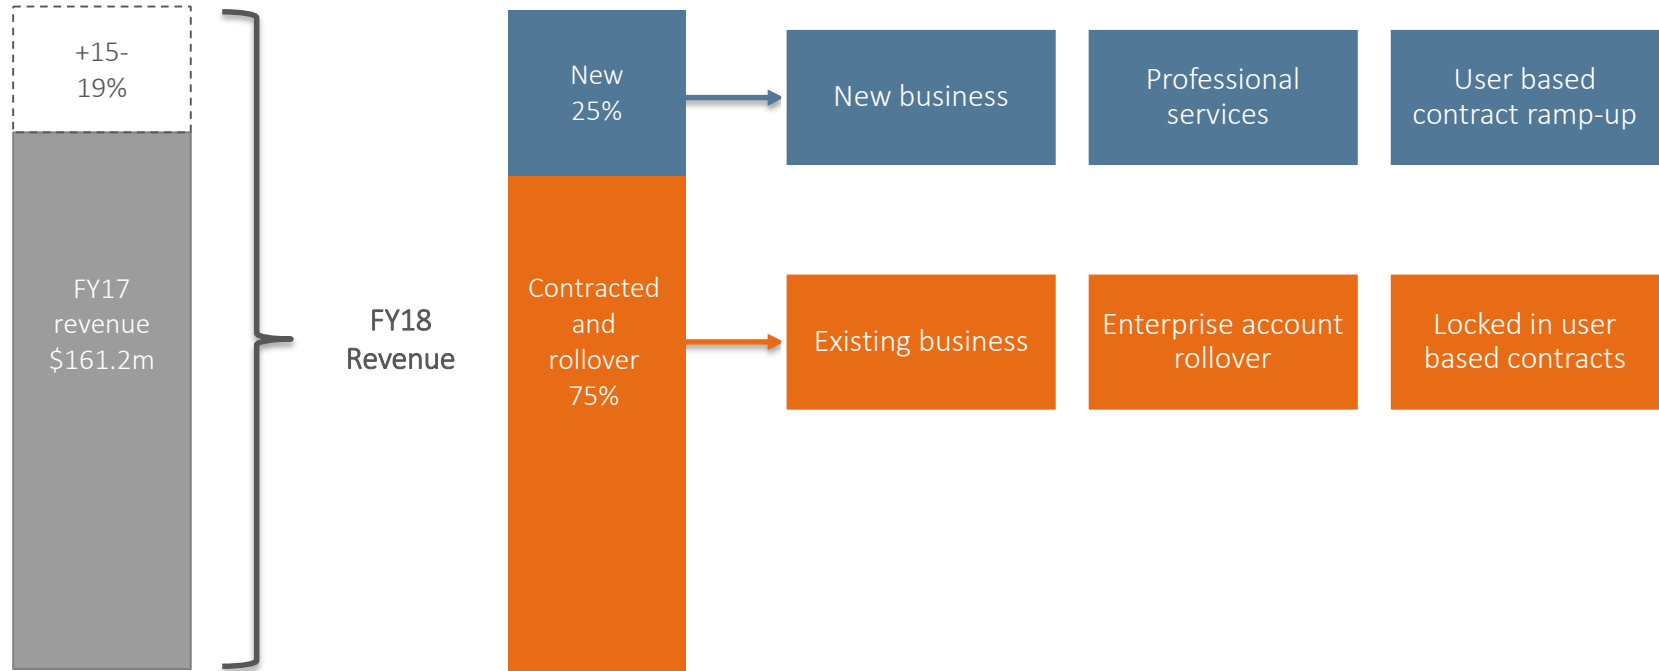 +15-
19%
FY17
revenue
$161.2m
FY18
Revenue
New
25%
Contracted
and
rollover
75%
New business
Professional
services
User based
contract ramp-up
Existing business
Enterprise account
rollover
Locked in user
based contracts